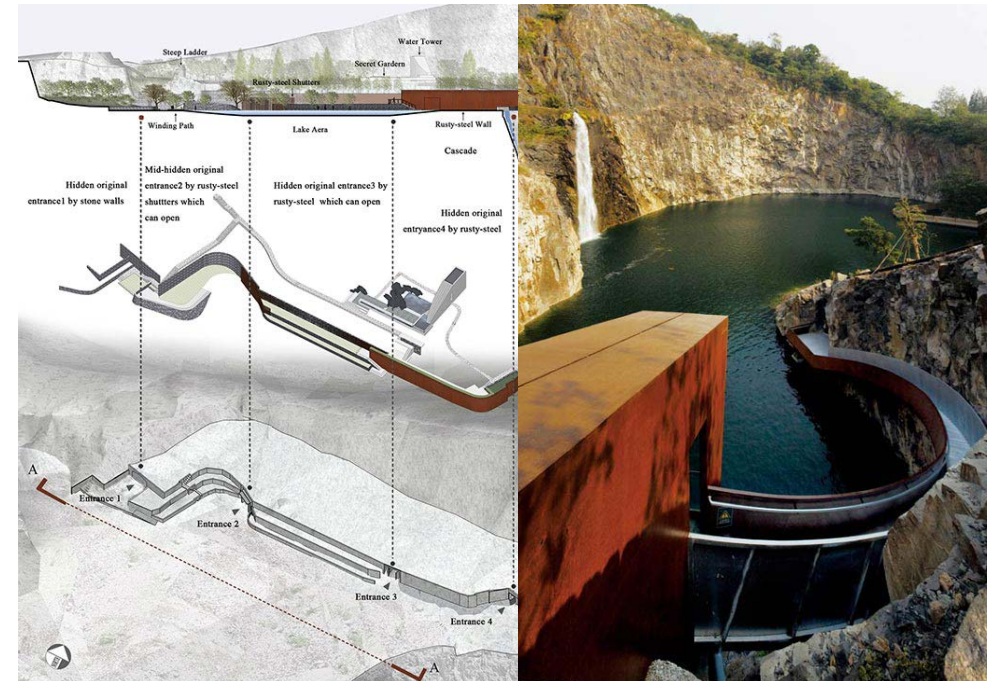 Water Tower
Steep Ladder
Secret Gardern
Rusty-steel Shutters
Winding Path
Lake Aera
Rusty-steel Wall
Cascade
Hidden original
entrance1 by stone walls
Mid-hidden original
entrance2 by rusty-steel
shuttters which
can open
Hidden original entrance3 by
rusty-steel which can open
Hidden original
entryance4 by rusty-steel
A
Entrance 1
Entrance 2
Entrance 3
Entrance 4
A